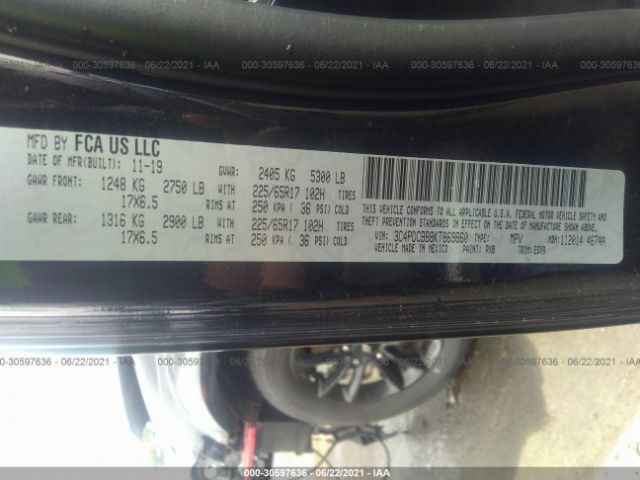 000-30597636 - 06/22/2021 - IAA
000-30597636 - 06/22/2021 - IAA
000-30597636 - 06/22/2021 - IAA
MFD BY FCA US LLC
DATE OF MFR(BUILT): 11-19
GVWR: 2405 KG 5300 LB
GAWR FRONT: 1248 KG 2750 LB WITH 225/65R17 102H TIRES
17X6.5 RIMS AT 250 KPA ( 36 PSI) COLD
GAWR REAR: 1316 KG 2900 LB WITH 225/65R17 102H TIRES
17X6.5 RIMS AT 250 KPA ( 36 PSI) COLD
THIS VEHICLE CONFORMS TO ALL APPLICABLE U.S.A. FEDERAL MOTOR VEHICLE SAFETY AND
THEFT PREVENTION STANDARDS IN EFFECT ON THE DATE OF MANUFACTURE SHOWN ABOVE.
VIN: 3C4PDCBB8KT869860 TYPE: MPV MDH: 112014 467AA
VEHICLE MADE IN MEXICO PAINT: PX8 TRIM: E5X9
000-30597636 - 06/22/2021 - IAA
000-30597636 - 06/22/2021 - IAA
000-30597636 - 06/22/2021 - IAA
000-30597636 - 06/22/2021 - IAA